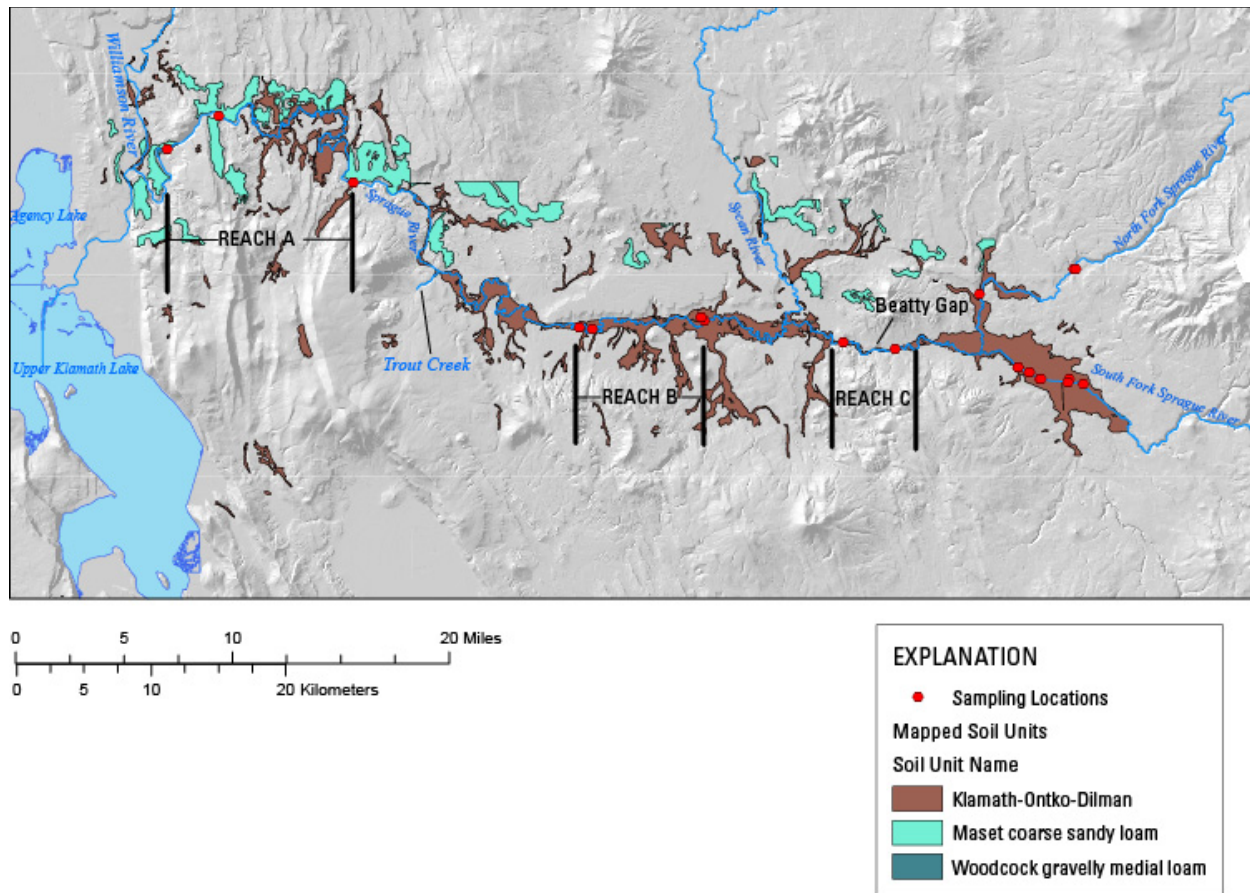 Williamson River
Agency Lake
Upper Klamath Lake
REACH A
Sprague River
Trout Creek
REACH B
Sycan River
Beatty Gap
REACH C
North Fork Sprague River
South Fork Sprague River
0 5 10 20 Miles
0 5 10 20 Kilometers
EXPLANATION
Sampling Locations
Mapped Soil Units
Soil Unit Name
Klamath-Ontko-Dilman
Maset coarse sandy loam
Woodcock gravelly medial loam